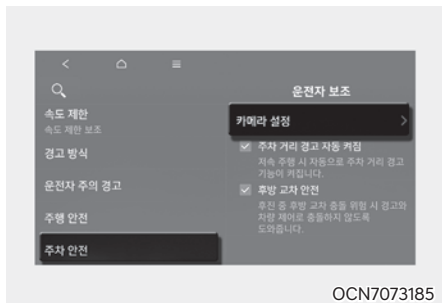 운전자 보조
속도 제한
속도 제한 보조
경고 방식
운전자 주의 경고
주행 안전
주차 안전
카메라 설정
주차 거리 경고 자동 켜짐
저속 주행 시 자동으로 주차 거리 경고
기능이 켜집니다.
후방 교차 안전
후진 중 후방 교차 충돌 위험 시 경고와
차량 제어로 충돌하지 않도록
도와줍니다.
OCN7073185